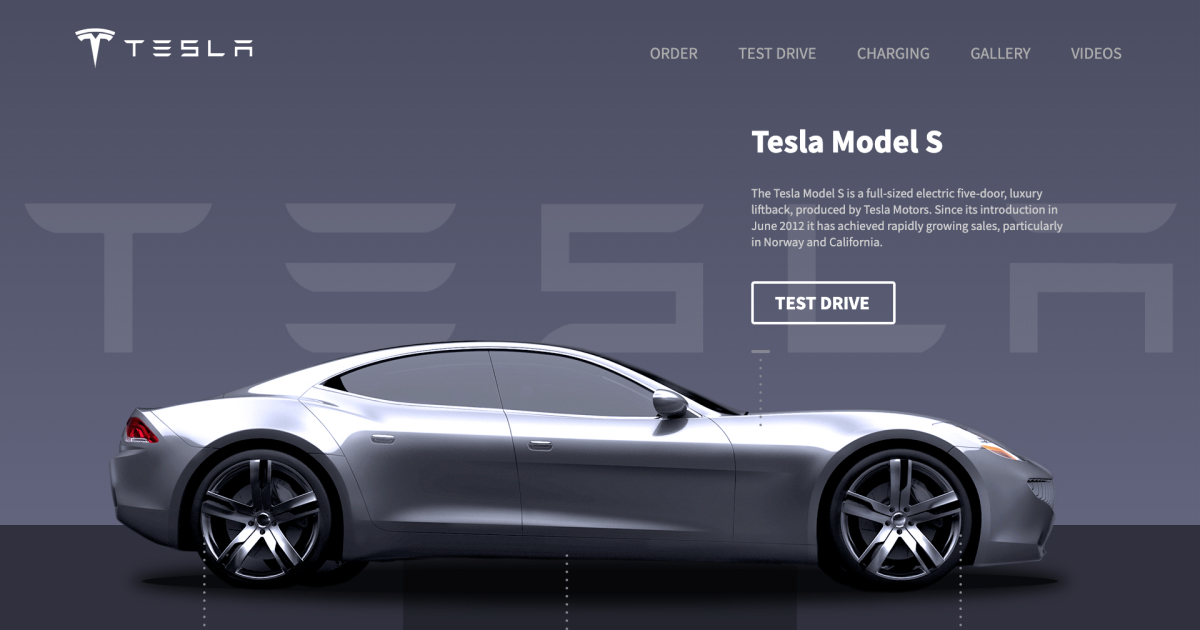 TESLA
ORDER TEST DRIVE CHARGING GALLERY VIDEOS
Tesla Model S
The Tesla Model S is a full-sized electric five-door, luxury
liftback, produced by Tesla Motors. Since its introduction in
June 2012 it has achieved rapidly growing sales, particularly
in Norway and California.
TESLA
TEST DRIVE